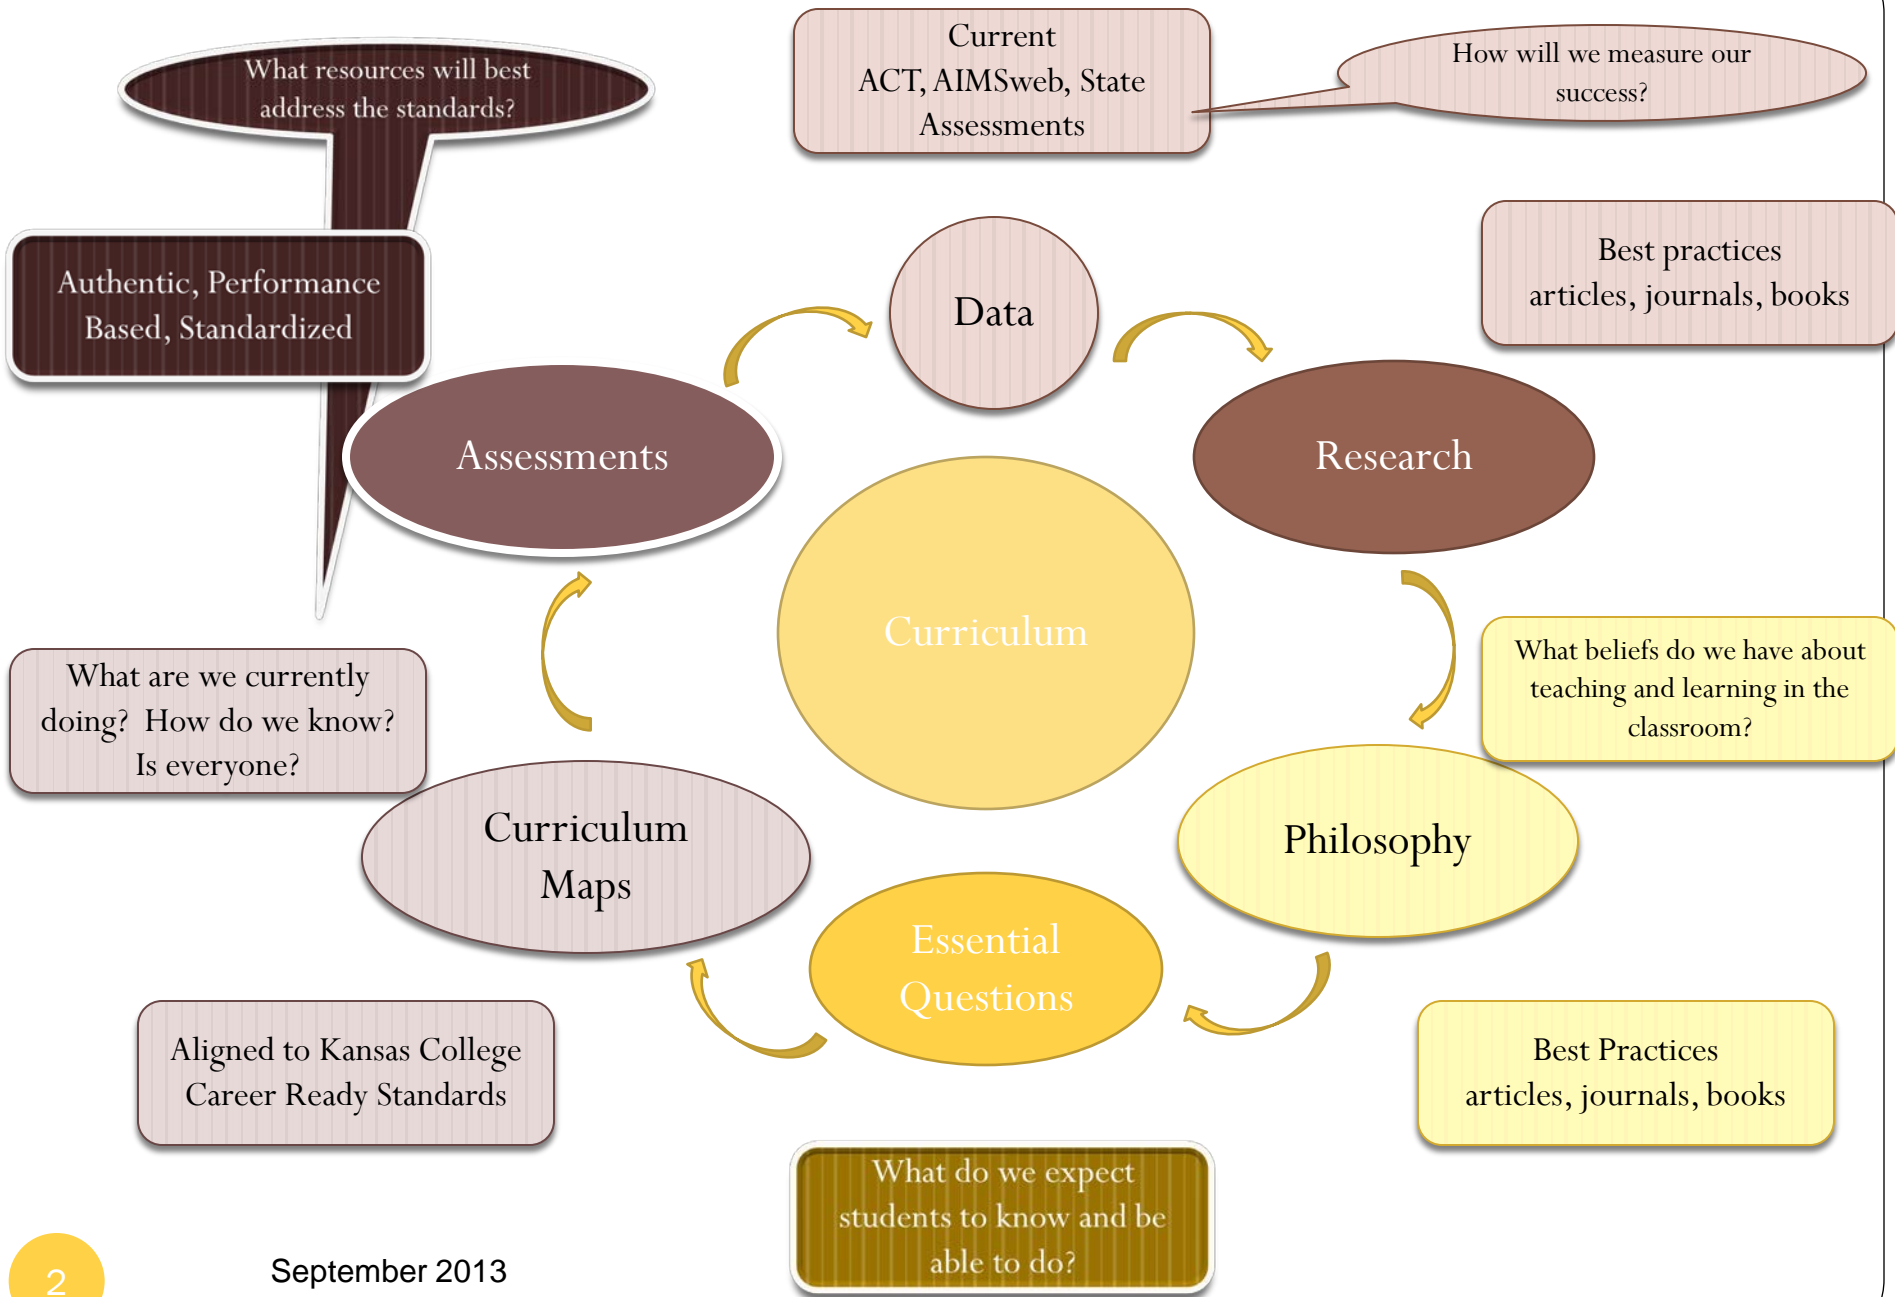 What resources will best
address the standards?
Current
ACT, AIMSweb, State
Assessments
How will we measure our
success?
Authentic, Performance
Based, Standardized
Data
Best practices
articles, journals, books
Assessments
Research
Curriculum
What are we currently
doing?  How do we know?
Is everyone?
What beliefs do we have about
teaching and learning in the
classroom?
Curriculum
Maps
Philosophy
Essential
Questions
Aligned to Kansas College
Career Ready Standards
Best Practices
articles, journals, books
What do we expect
students to know and be
able to do?
2
September 2013